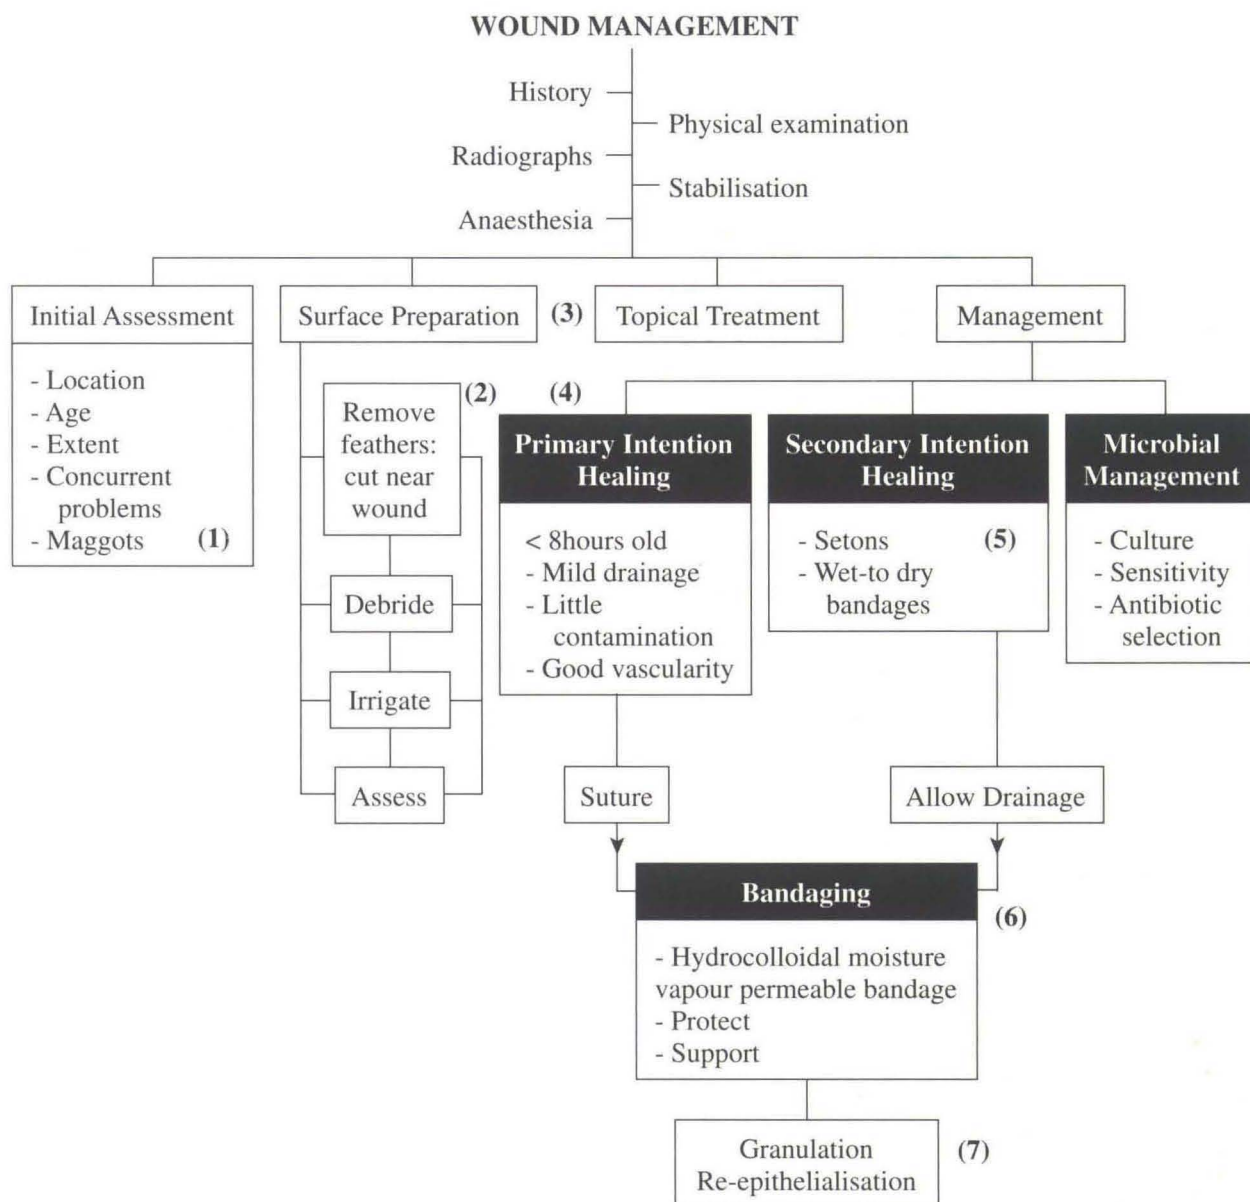 WOUND MANAGEMENT
History
Physical examination
Radiographs
Stabilisation
Anaesthesia
Initial Assessment
- Location
- Age
- Extent
- Concurrent
problems
- Maggots (1)
Surface Preparation (3)
(2)
Remove
feathers:
cut near
wound
Debride
Irrigate
Assess
Topical Treatment
Management
(4)
Primary Intention
Healing
< 8hours old
- Mild drainage
- Little
contamination
- Good vascularity
Secondary Intention
Healing
- Setons (5)
- Wet-to dry
bandages
Microbial
Management
- Culture
- Sensitivity
- Antibiotic
selection
Suture
Allow Drainage
Bandaging
(6)
- Hydrocolloidal moisture
vapour permeable bandage
- Protect
- Support
Granulation (7)
Re-epithelialisation